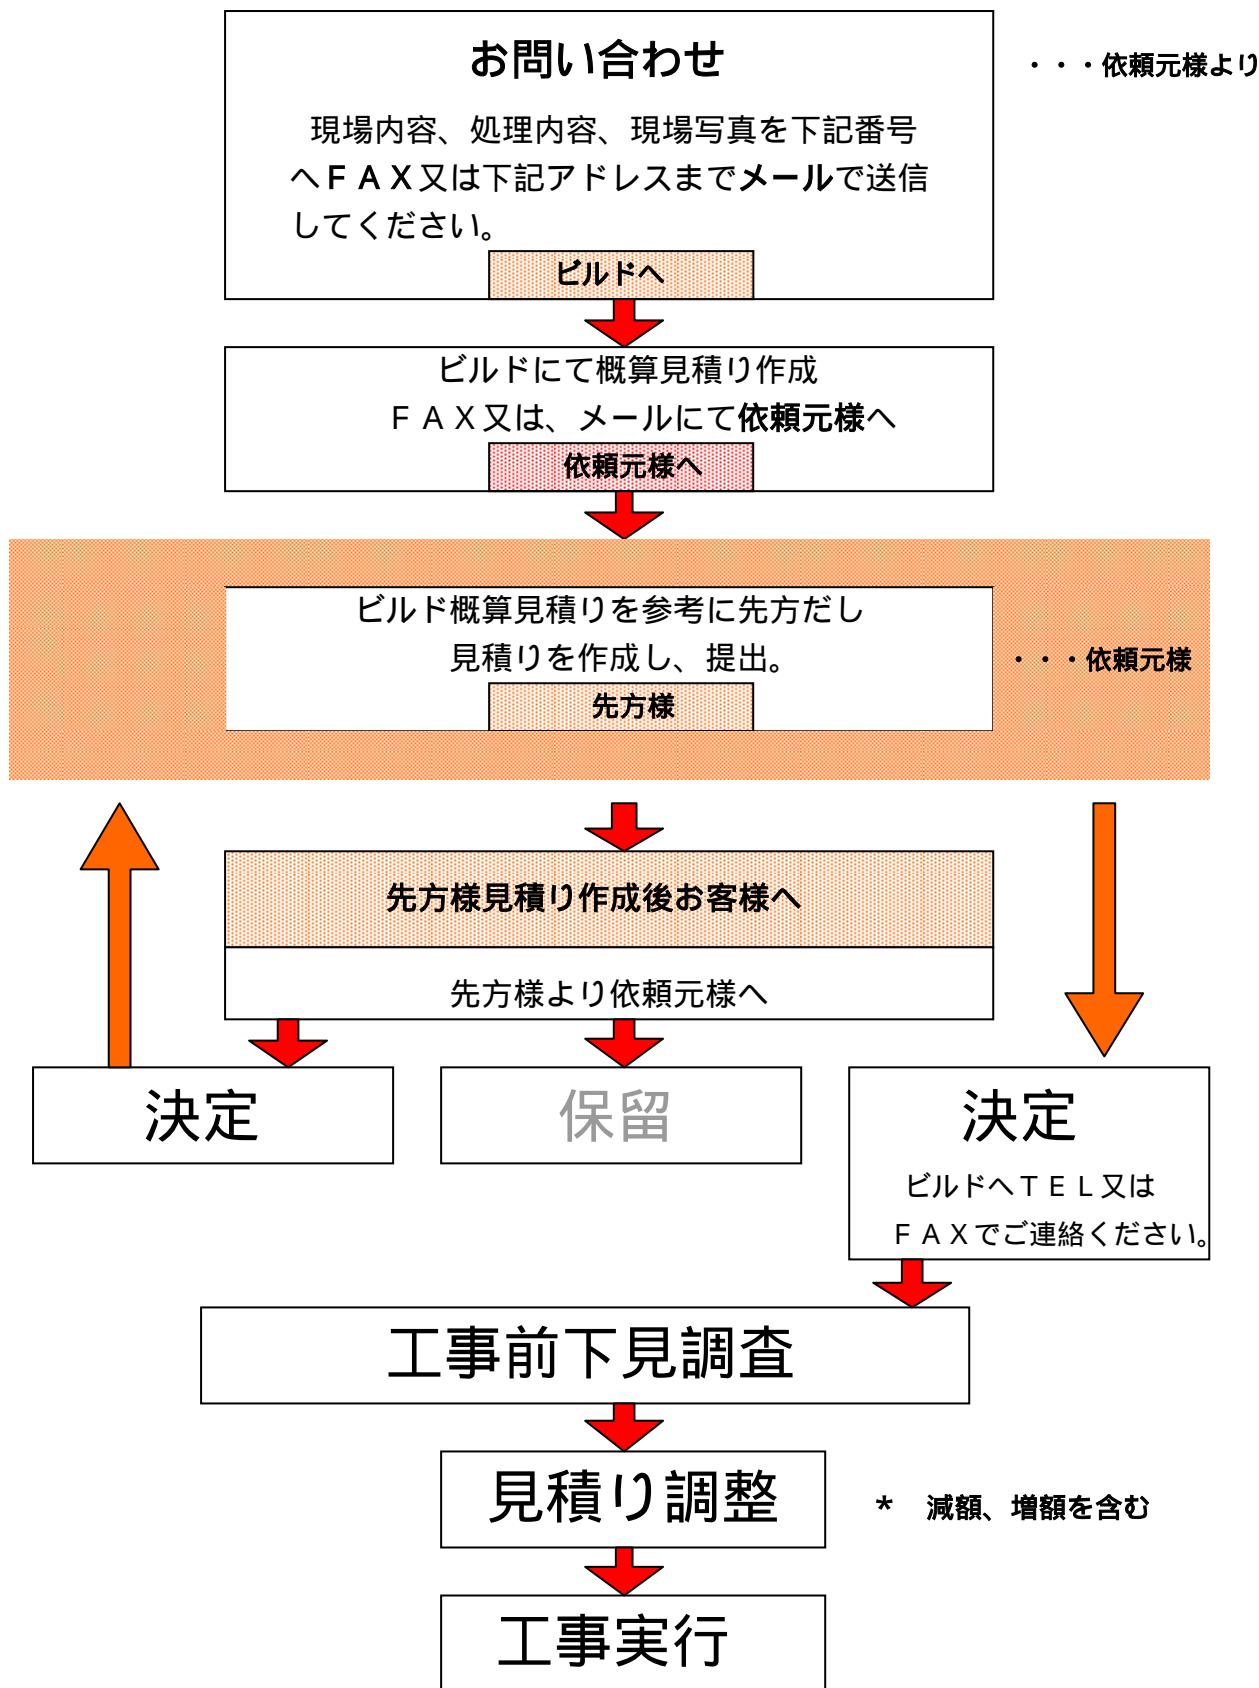 お問い合わせ
・・・依頼元様より
現場内容、処理内容、現場写真を下記番号
へＦＡＸ又は下記アドレスまでメールで送信
してください。
ビルドへ
ビルドにて概算見積り作成
ＦＡＸ又は、メールにて依頼元様へ
依頼元様へ
ビルド概算見積りを参考に先方だし
見積りを作成し、提出。
・・・依頼元様
先方様
先方様見積り作成後お客様へ
先方様より依頼元様へ
決定
保留
決定
ビルドへＴＥＬ又は
ＦＡＸでご連絡ください。
工事前下見調査
見積り調整
*　減額、増額を含む
工事実行